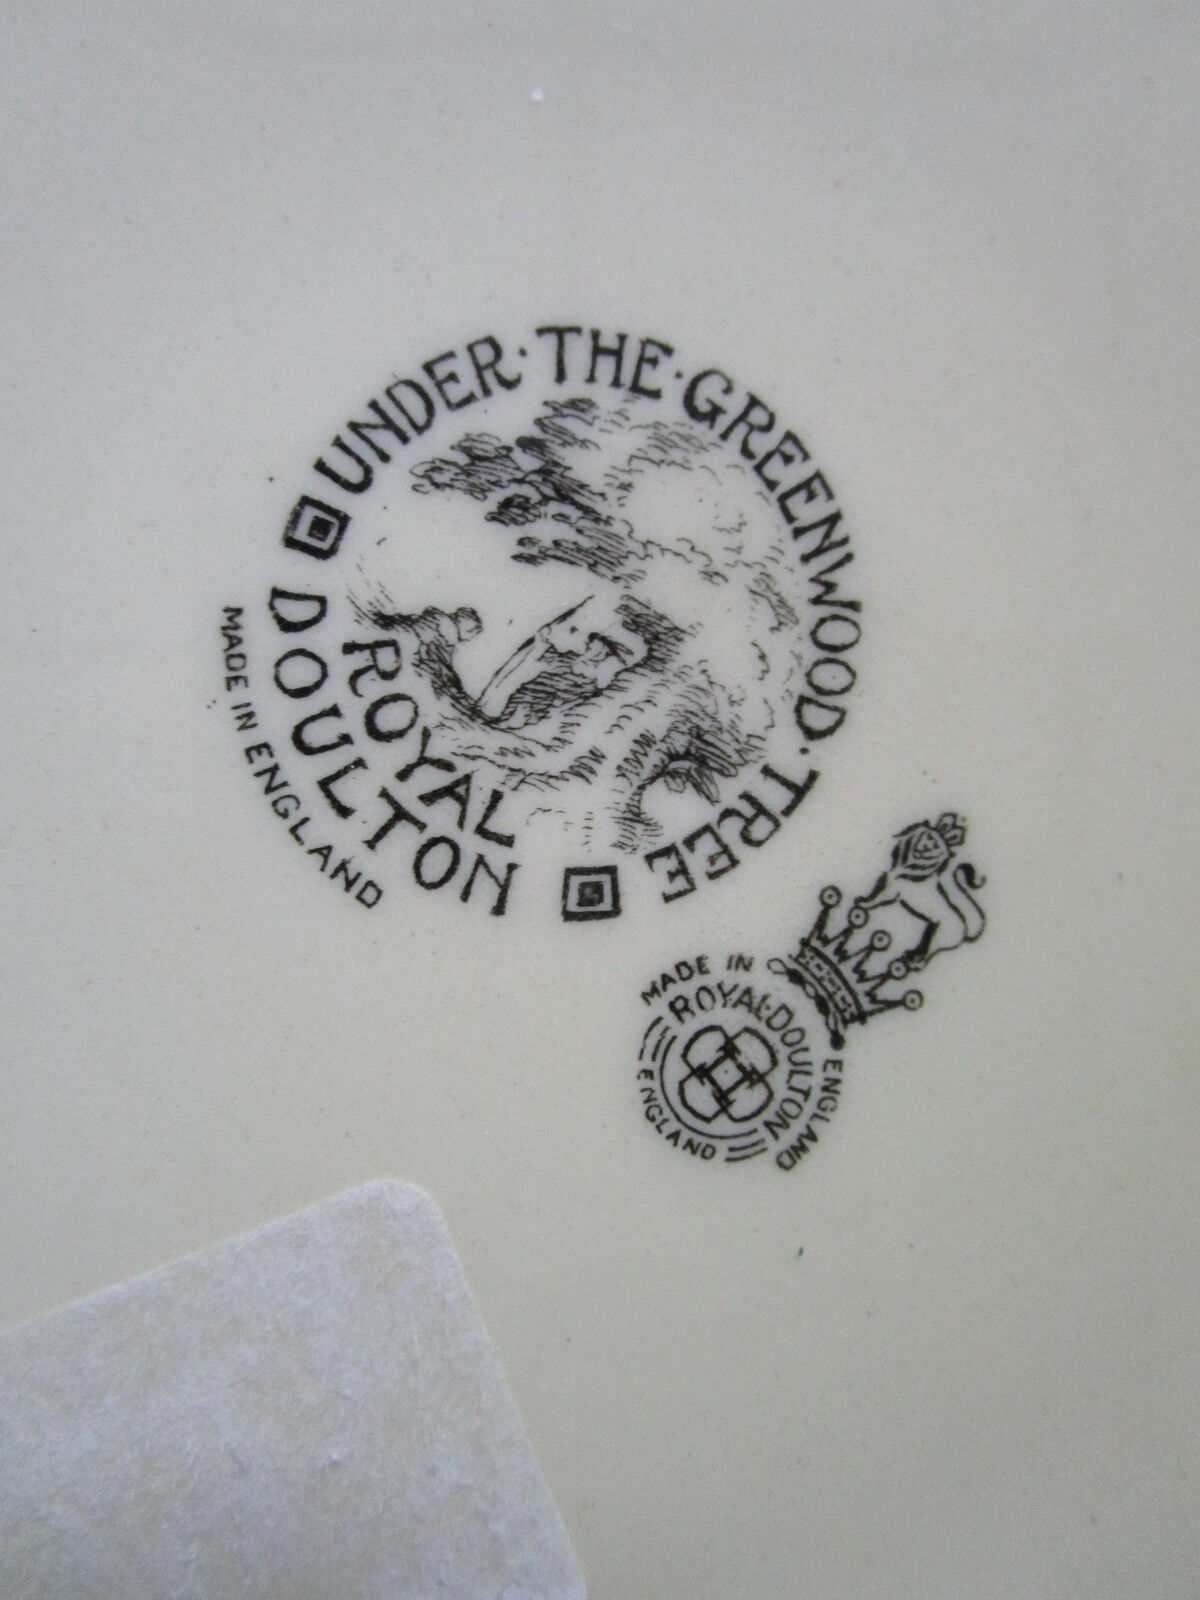 UNDER · THE · GREENWOOD · TREE
ROYAL
DOULTON
MADE IN ENGLAND
MADE IN ENGLAND
ROYAL·DOULTON
ENGLAND